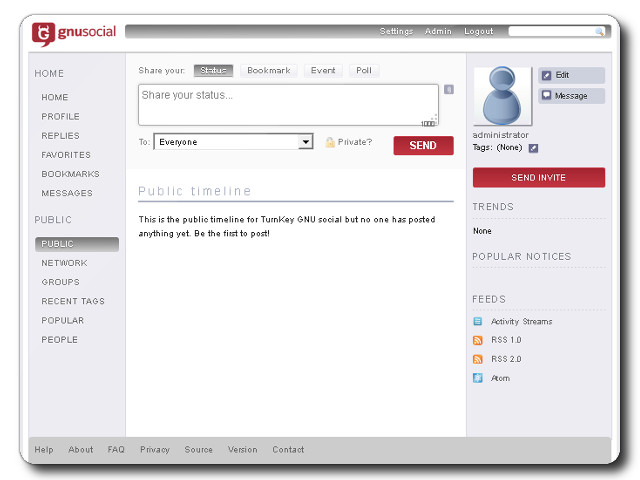 gnusocial
Settings Admin Logout
HOME
HOME
PROFILE
REPLIES
FAVORITES
BOOKMARKS
MESSAGES
PUBLIC
PUBLIC
NETWORK
GROUPS
RECENT TAGS
POPULAR
PEOPLE
Share your: Status Bookmark Event Poll
Share your status...
1000
To: Everyone Private? SEND
Public timeline
This is the public timeline for TurnKey GNU social but no one has posted
anything yet. Be the first to post!
Edit
Message
administrator
Tags: (None)
SEND INVITE
TRENDS
None
POPULAR NOTICES
FEEDS
Activity Streams
RSS 1.0
RSS 2.0
Atom
Help About FAQ Privacy Source Version Contact